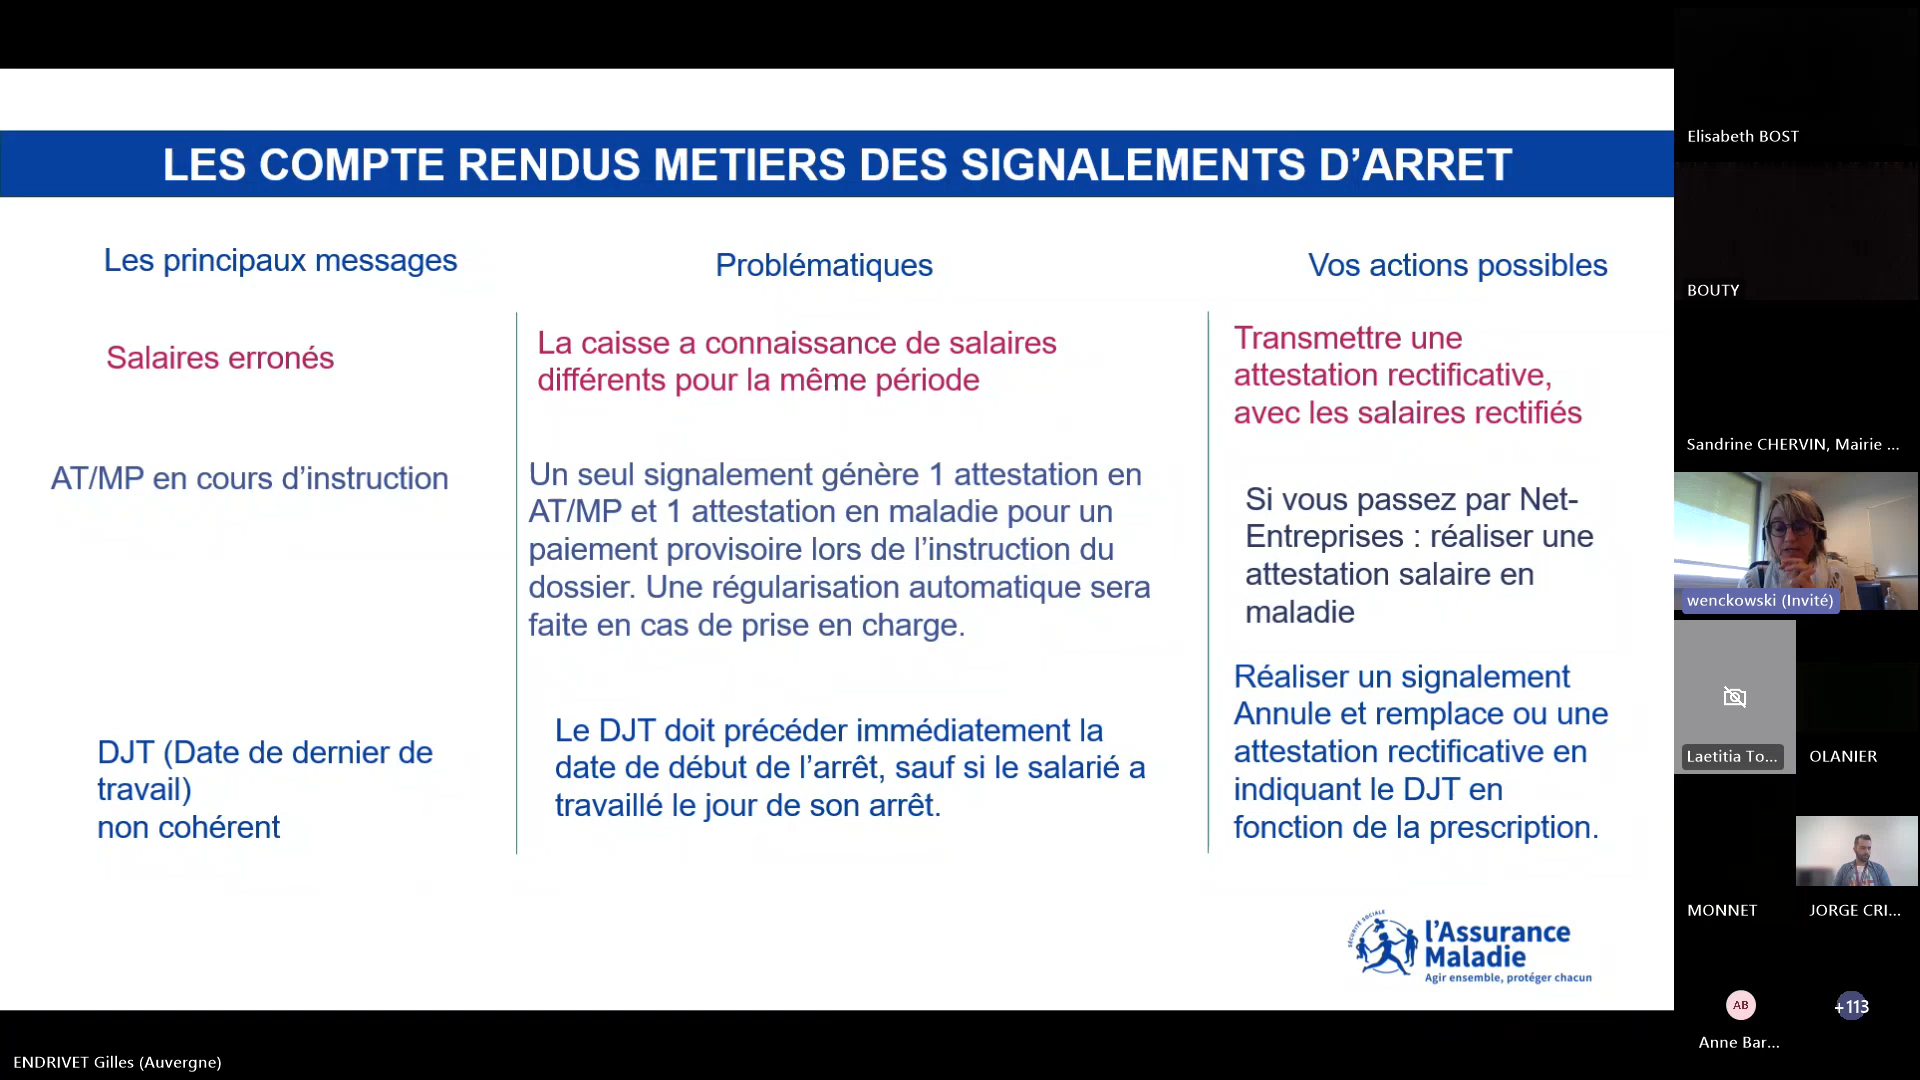 LES COMPTE RENDUS METIERS DES SIGNALEMENTS D’ARRET
Les principaux messages
Problématiques
Vos actions possibles
Salaires erronés
La caisse a connaissance de salaires
différents pour la même période
Transmettre une
attestation rectificative,
avec les salaires rectifiés
AT/MP en cours d’instruction
Un seul signalement génère 1 attestation en
AT/MP et 1 attestation en maladie pour un
paiement provisoire lors de l’instruction du
dossier. Une régularisation automatique sera
faite en cas de prise en charge.
Si vous passez par Net-
Entreprises : réaliser une
attestation salaire en
maladie
DJT (Date de dernier de
travail)
non cohérent
Le DJT doit précéder immédiatement la
date de début de l’arrêt, sauf si le salarié a
travaillé le jour de son arrêt.
Réaliser un signalement
Annule et remplace ou une
attestation rectificative en
indiquant le DJT en
fonction de la prescription.
SÉCURITÉ SOCIALE
l’Assurance
Maladie
Agir ensemble, protéger chacun
ENDRIVET Gilles (Auvergne)
Elisabeth BOST
BOUTY
Sandrine CHERVIN, Mairie ...
wenckowski (Invité)
Laetitia To...
OLANIER
MONNET
JORGE CRI...
AB
+113
Anne Bar...